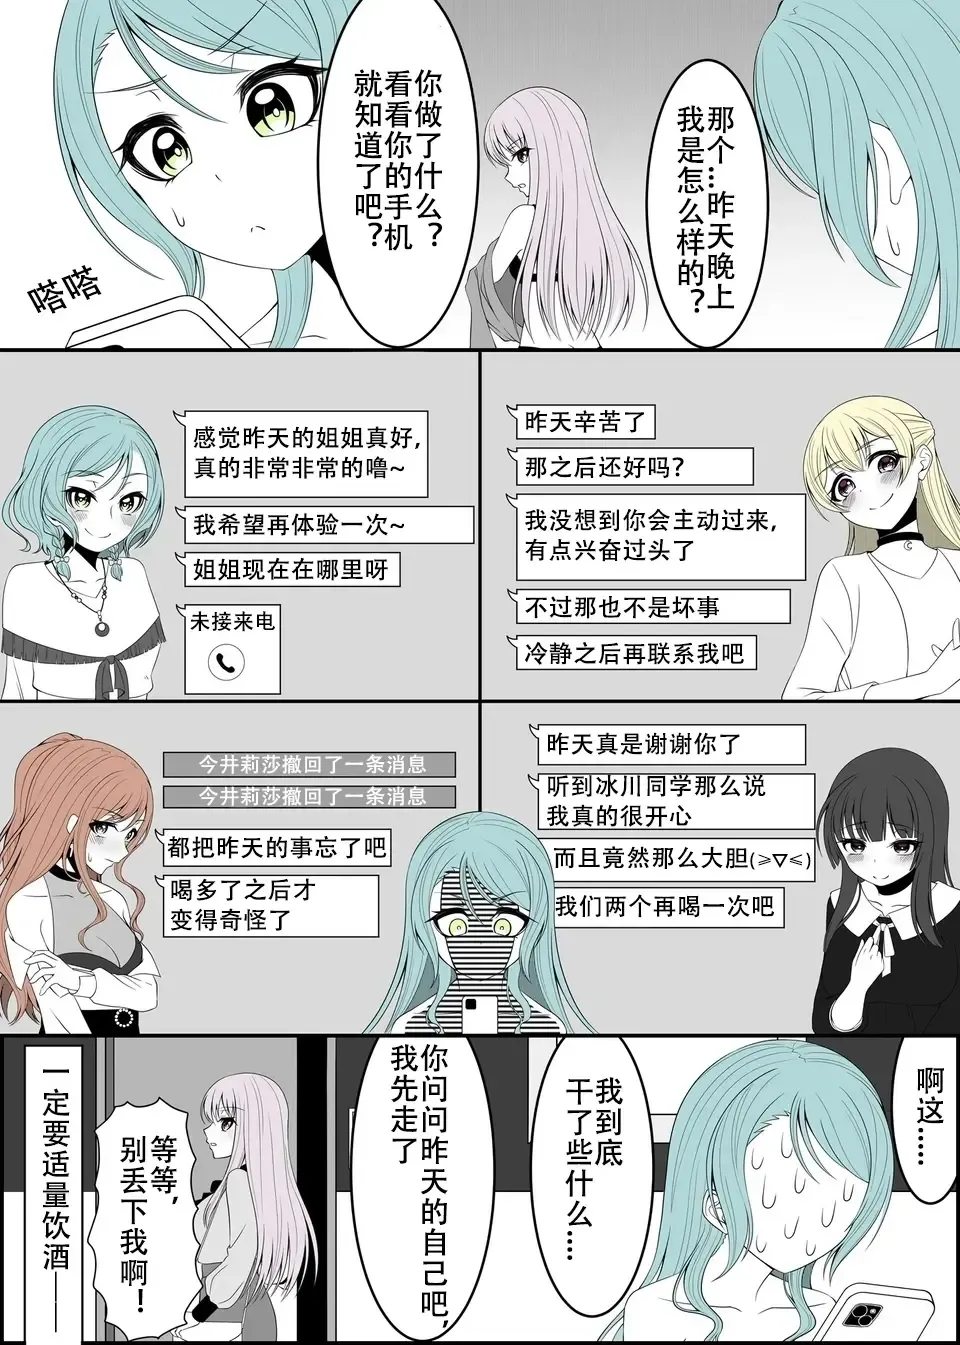 那个…昨天晚上
我是怎么样的？
你做了什么？
看看你的手机
就知道了吧？
嗒嗒
昨天辛苦了
那之后还好吗？
我没想到你会主动过来，
有点兴奋过头了
不过那也不是坏事
冷静之后再联系我吧
感觉昨天的姐姐真好，
真的非常非常的噜~
我希望再体验一次~
姐姐现在在哪里呀
未接来电
昨天真是谢谢你了
听到冰川同学那么说
我真的很开心
而且竟然那么大胆(≥∇≤)
我们两个再喝一次吧
今井莉莎撤回了一条消息
今井莉莎撤回了一条消息
都把昨天的事忘了吧
喝多了之后才
变得奇怪了
啊这……
我到底
干了些什么…
你问问昨天的自己吧，
我先走了
等等，
别丢下我啊！
一定要适量饮酒——